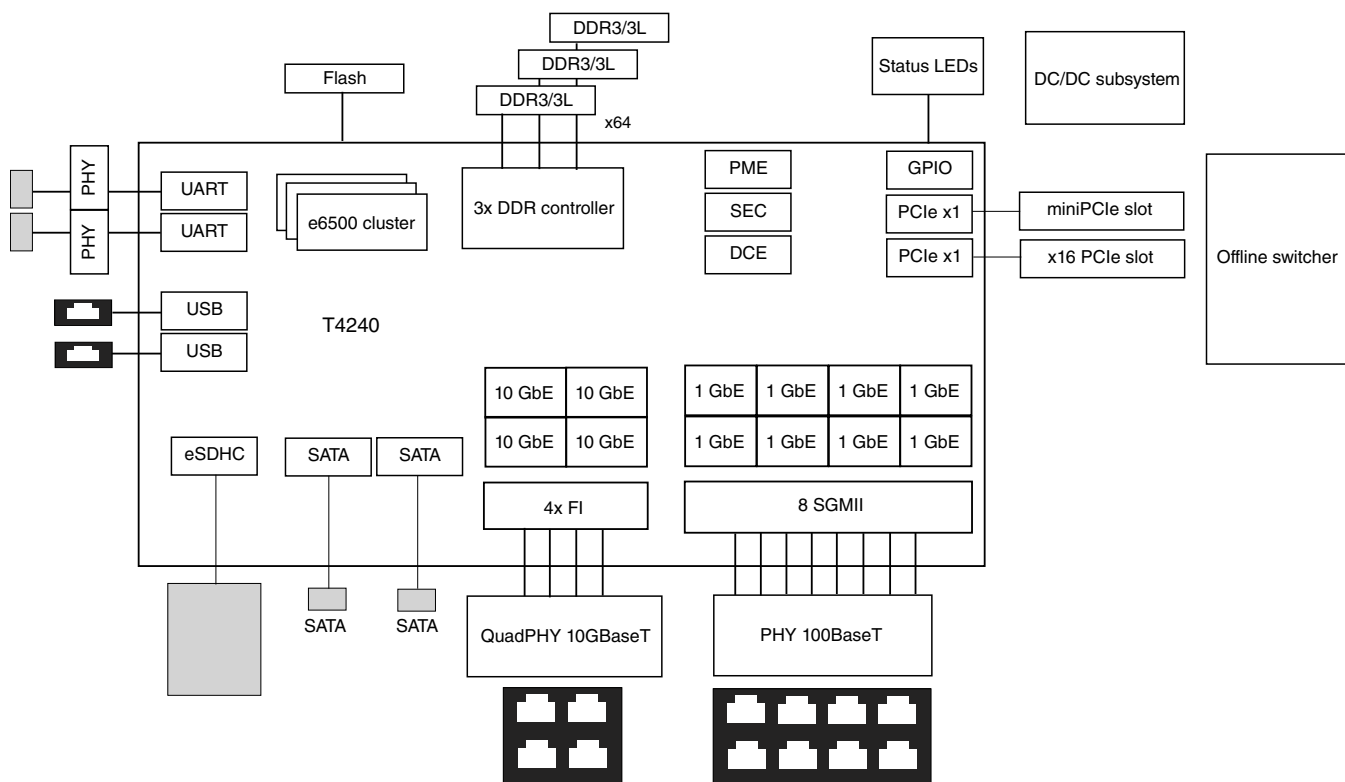 DDR3/3L
DDR3/3L
DDR3/3L
x64
Flash
Status LEDs
DC/DC subsystem
PHY
PHY
UART
UART
e6500 cluster
3x DDR controller
PME
SEC
DCE
GPIO
PCIe x1
PCIe x1
miniPCIe slot
x16 PCIe slot
Offline switcher
USB
USB
T4240
10 GbE
10 GbE
10 GbE
10 GbE
1 GbE
1 GbE
1 GbE
1 GbE
1 GbE
1 GbE
1 GbE
1 GbE
eSDHC
SATA
SATA
4x FI
8 SGMII
SATA
SATA
QuadPHY 10GBaseT
PHY 100BaseT